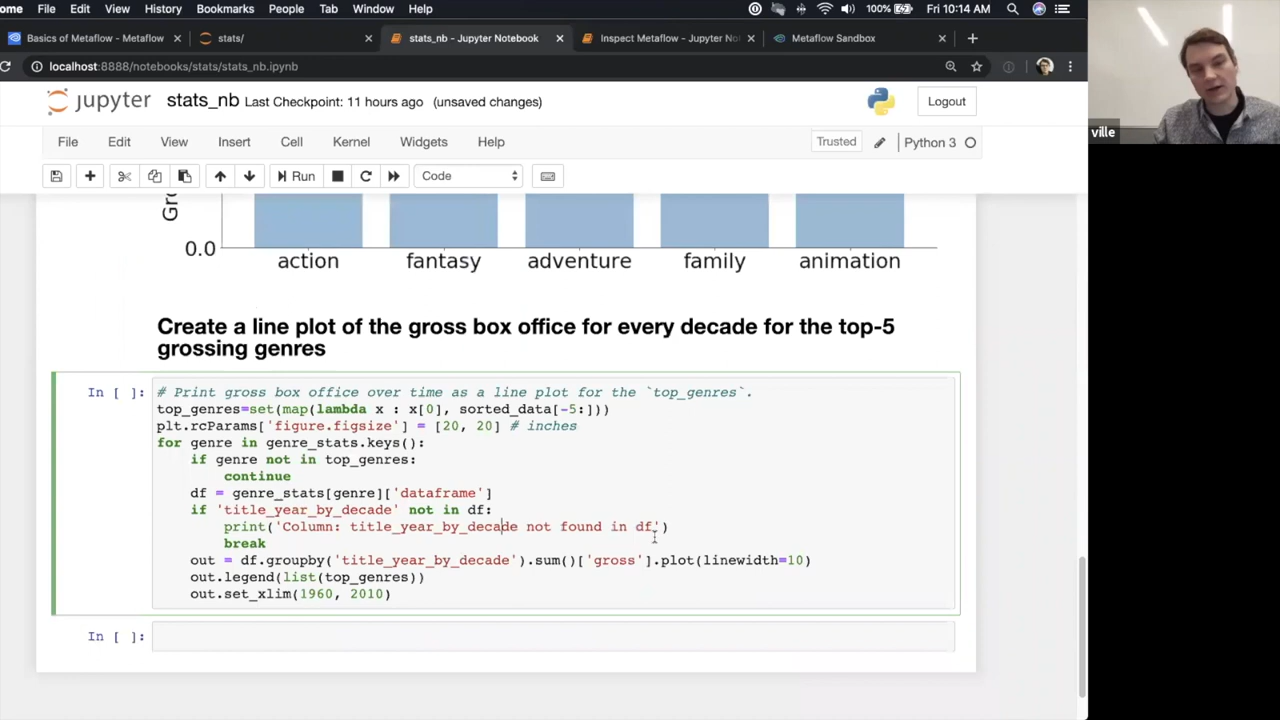 ome File Edit View History Bookmarks People Tab Window Help 100% Fri 10:14 AM
Basics of Metaflow - Metaflow stats/ stats_nb - Jupyter Notebook Inspect Metaflow - Jupyter No Metaflow Sandbox
localhost:8888/notebooks/stats/stats_nb.ipynb
jupyter stats_nb Last Checkpoint: 11 hours ago (unsaved changes) Logout
ville
File Edit View Insert Cell Kernel Widgets Help Trusted Python 3
Run Code
Gro
0.0
action fantasy adventure family animation
Create a line plot of the gross box office for every decade for the top-5
grossing genres
In [ ]: # Print gross box office over time as a line plot for the `top_genres`.
top_genres=set(map(lambda x : x[0], sorted_data[-5:]))
plt.rcParams['figure.figsize'] = [20, 20] # inches
for genre in genre_stats.keys():
if genre not in top_genres:
continue
df = genre_stats[genre]['dataframe']
if 'title_year_by_decade' not in df:
print('Column: title_year_by_decade not found in df.')
break
out = df.groupby('title_year_by_decade').sum()['gross'].plot(linewidth=10)
out.legend(list(top_genres))
out.set_xlim(1960, 2010)
In [ ]: